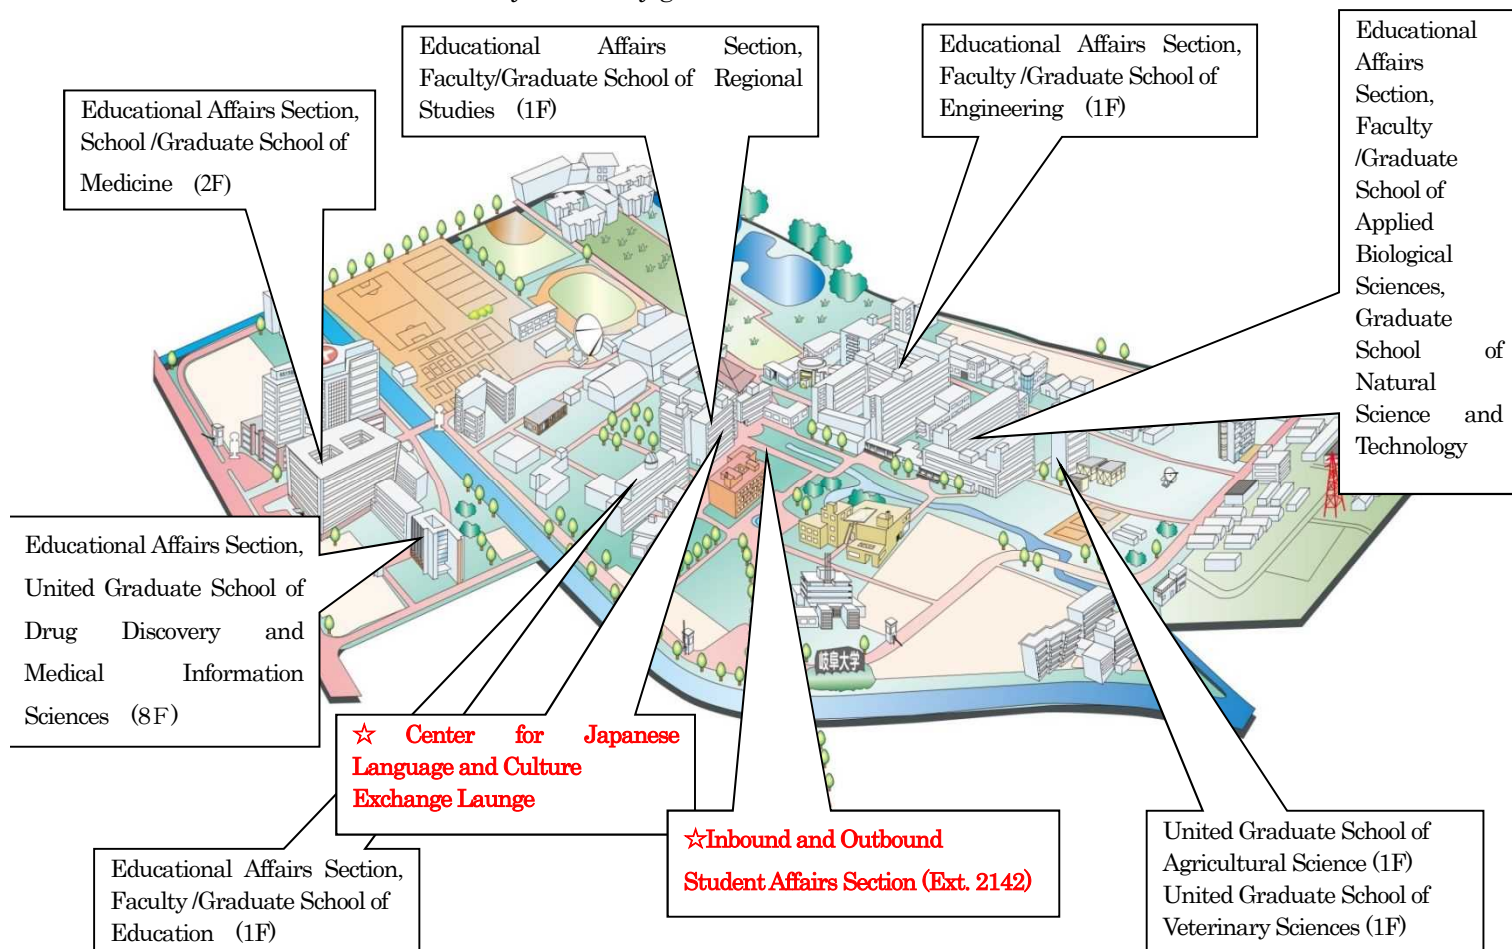 Educational Affairs Section,
Faculty/Graduate School of Regional
Studies (1F)
Educational Affairs Section,
Faculty /Graduate School of
Engineering (1F)
Educational
Affairs
Section,
Faculty
/Graduate
School of
Applied
Biological
Sciences,
Graduate
School of
Natural
Science and
Technology
Educational Affairs Section,
School /Graduate School of
Medicine (2F)
Educational Affairs Section,
United Graduate School of
Drug Discovery and
Medical Information
Sciences (8F)
岐阜大学
☆ Center for Japanese
Language and Culture
Exchange Launge
☆Inbound and Outbound
Student Affairs Section (Ext. 2142)
Educational Affairs Section,
Faculty /Graduate School of
Education (1F)
United Graduate School of
Agricultural Science (1F)
United Graduate School of
Veterinary Sciences (1F)